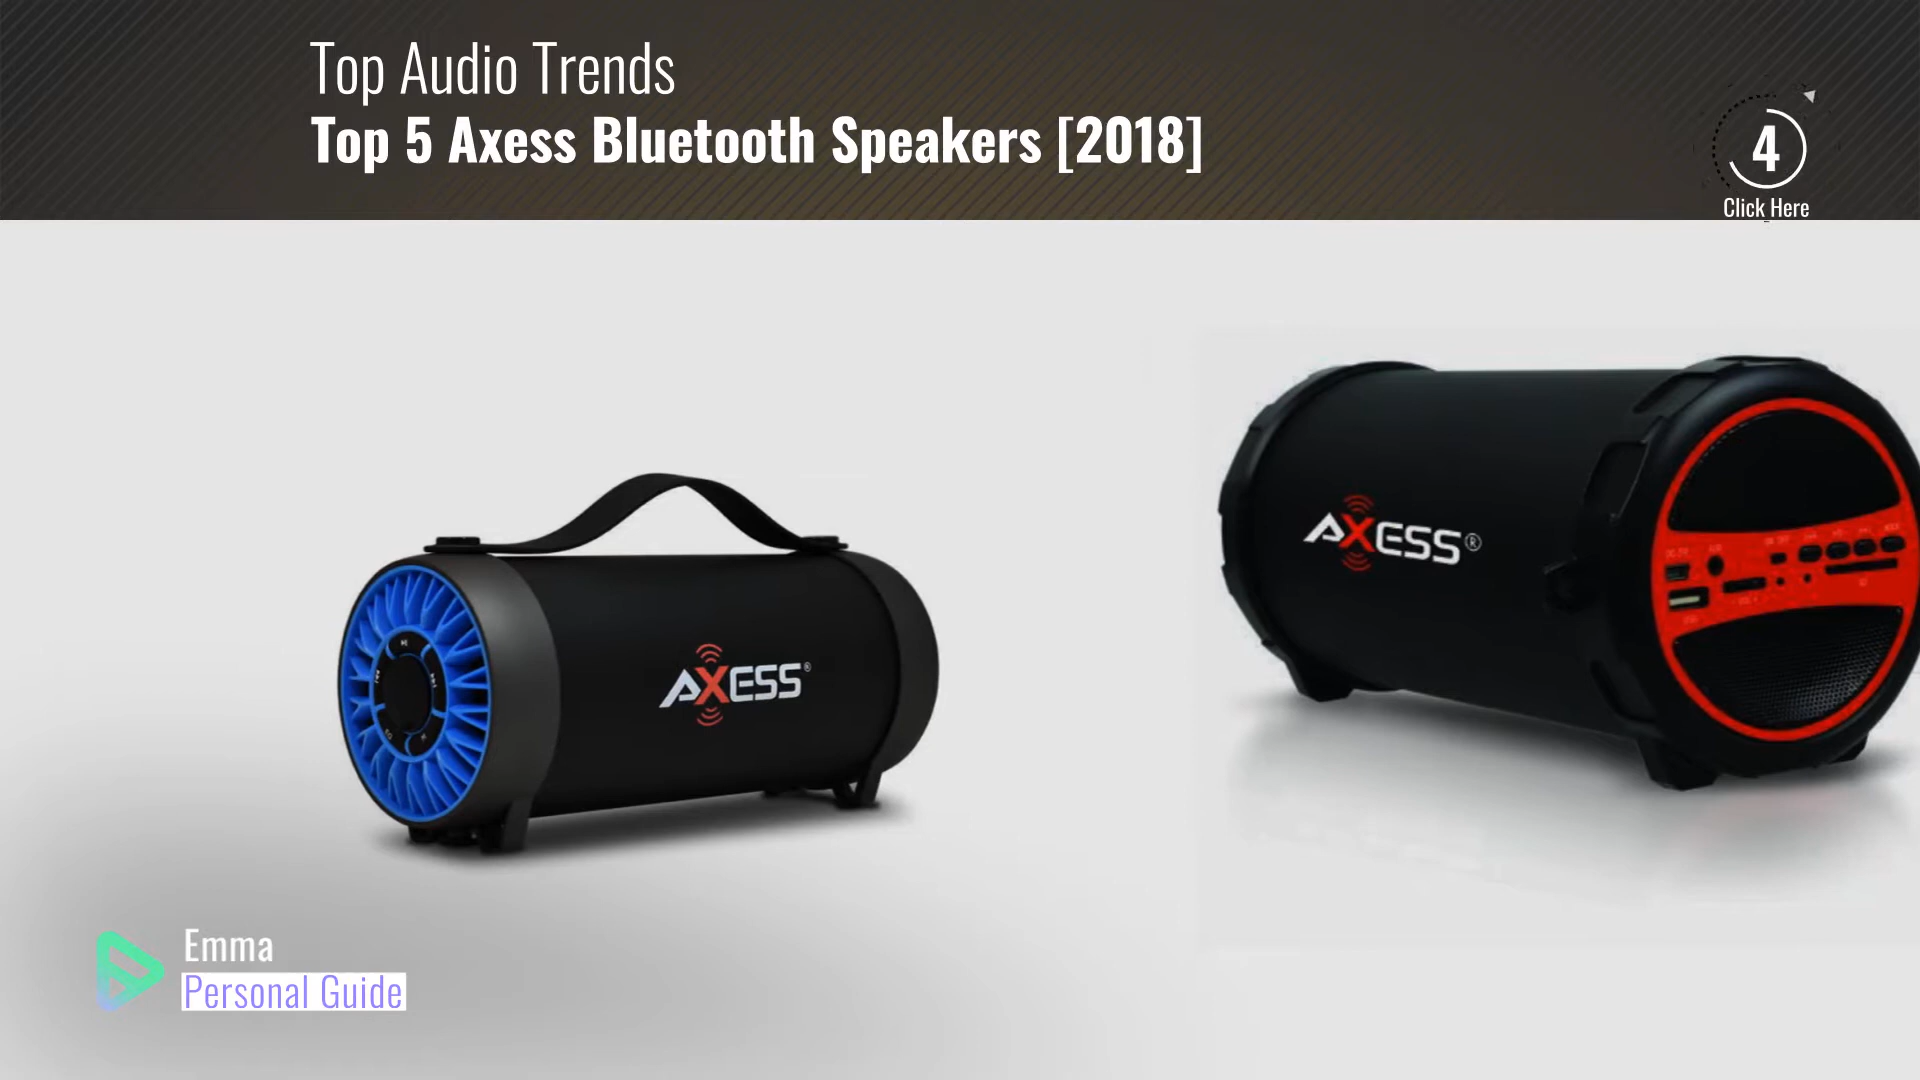 Top Audio Trends
Top 5 Axess Bluetooth Speakers [2018]
4
Click Here
AXESS®
AXESS®
Emma
Personal Guide